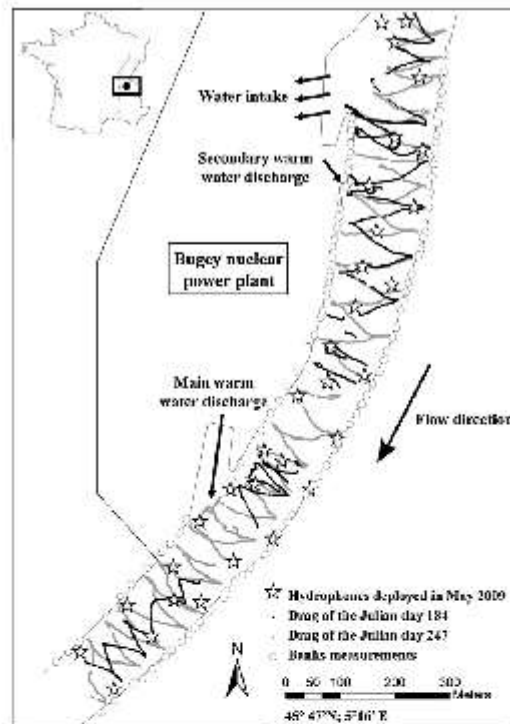 Water intake
Secondary warm
water discharge
Bugey nuclear
power plant
Main warm
water discharge
Flow direction
Hydrophones deployed in May 2009
Drag of the Julian day 184
Drag of the Julian day 247
Banks measurements
N
0 50 100 200 300
Meters
45° 47'N; 5°16' E